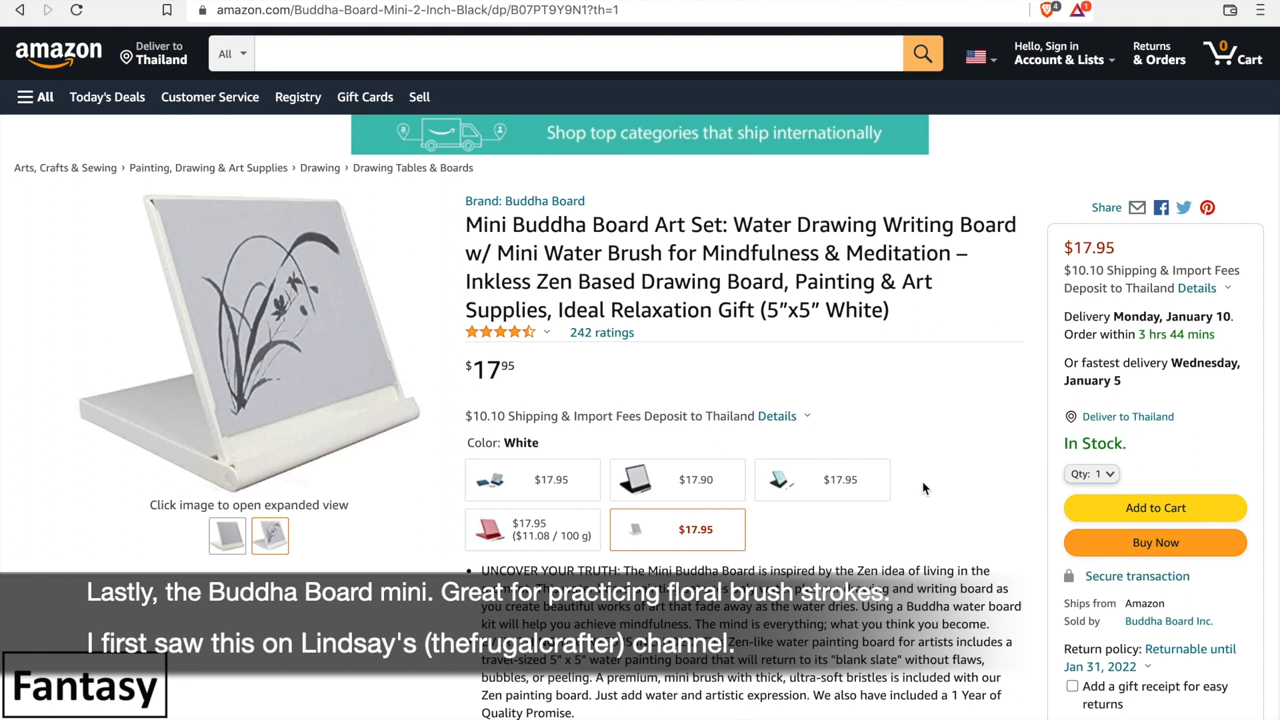 amazon.com/Buddha-Board-Mini-2-Inch-Black/dp/B07PT9Y9N1?th=1
4
1
amazon
Deliver to
Thailand
All
Hello, Sign in
Account & Lists
Returns
& Orders
0
Cart
All
Today's Deals
Customer Service
Registry
Gift Cards
Sell
Shop top categories that ship internationally
Arts, Crafts & Sewing › Painting, Drawing & Art Supplies › Drawing › Drawing Tables & Boards
Brand: Buddha Board
Mini Buddha Board Art Set: Water Drawing Writing Board
w/ Mini Water Brush for Mindfulness & Meditation –
Inkless Zen Based Drawing Board, Painting & Art
Supplies, Ideal Relaxation Gift (5”x5” White)
242 ratings
$17 95
$10.10 Shipping & Import Fees Deposit to Thailand Details
Color: White
$17.95
$17.90
$17.95
$17.95
($11.08 / 100 g)
$17.95
Click image to open expanded view
• UNCOVER YOUR TRUTH: The Mini Buddha Board is inspired by the Zen idea of living in the
you create beautiful works of art that fade away as the water dries. Using a Buddha water board
kit will help you achieve mindfulness. The mind is everything; what you think you become.
Zen-like water painting board for artists includes a
travel-sized 5" x 5" water painting board that will return to its "blank slate" without flaws,
bubbles, or peeling. A premium, mini brush with thick, ultra-soft bristles is included with our
Zen painting board. Just add water and artistic expression. We also have included a 1 Year of
Quality Promise.
Lastly, the Buddha Board mini. Great for practicing floral brush strokes.
I first saw this on Lindsay's (thefrugalcrafter) channel.
Fantasy
Share
$17.95
$10.10 Shipping & Import Fees
Deposit to Thailand Details
Delivery Monday, January 10.
Order within 3 hrs 44 mins
Or fastest delivery Wednesday,
January 5
Deliver to Thailand
In Stock.
Qty: 1
Add to Cart
Buy Now
Secure transaction
Ships from Amazon
Sold by Buddha Board Inc.
Return policy: Returnable until
Jan 31, 2022
Add a gift receipt for easy
returns